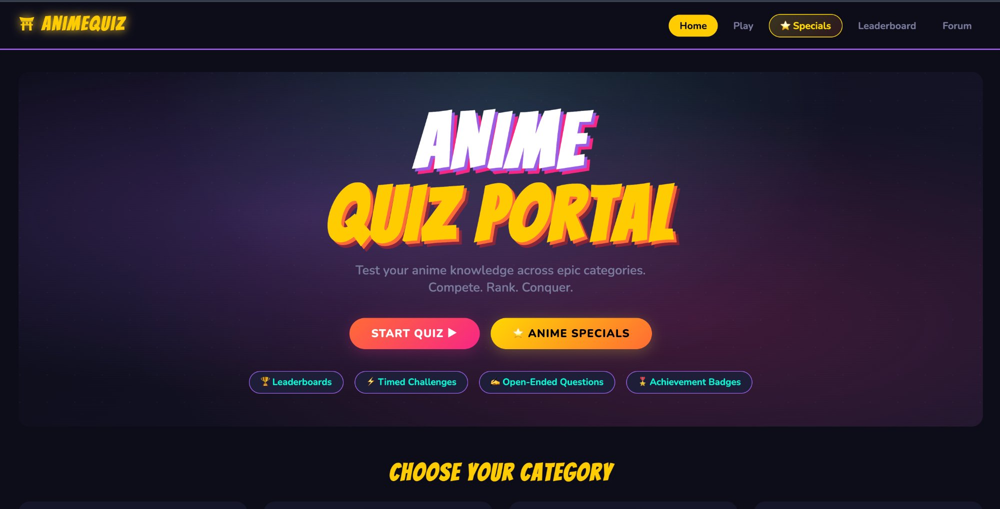 ⛩ ANIMEQUIZ
Home
Play
⭐ Specials
Leaderboard
Forum
ANIME
QUIZ PORTAL
Test your anime knowledge across epic categories.
Compete. Rank. Conquer.
START QUIZ ▶
⭐ ANIME SPECIALS
🏆 Leaderboards
⚡ Timed Challenges
✍️ Open-Ended Questions
🎖 Achievement Badges
CHOOSE YOUR CATEGORY